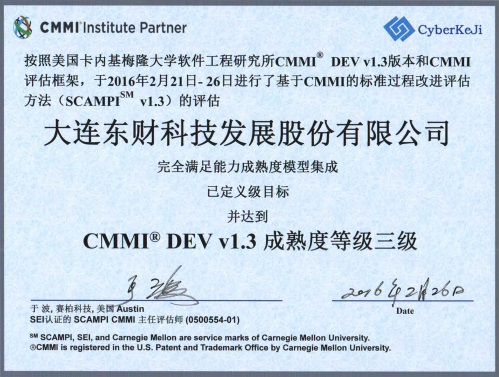 CMMI Institute Partner
CyberKeJi
按照美国卡内基梅隆大学软件工程研究所CMMI® DEV v1.3版本和CMMI
评估框架，于2016年2月21日- 26日进行了基于CMMI的标准过程改进评估
方法（SCAMPI℠ v1.3）的评估
大连东财科技发展股份有限公司
完全满足能力成熟度模型集成
已定义级目标
并达到
CMMI® DEV v1.3 成熟度等级三级
于波
2016年2月26日
于 波, 赛柏科技, 美国 Austin
Date
SEI认证的 SCAMPI CMMI 主任评估师 (0500554-01)
℠ SCAMPI, SEI, and Carnegie Mellon are service marks of Carnegie Mellon University.
®CMMI is registered in the U.S. Patent and Trademark Office by Carnegie Mellon University.